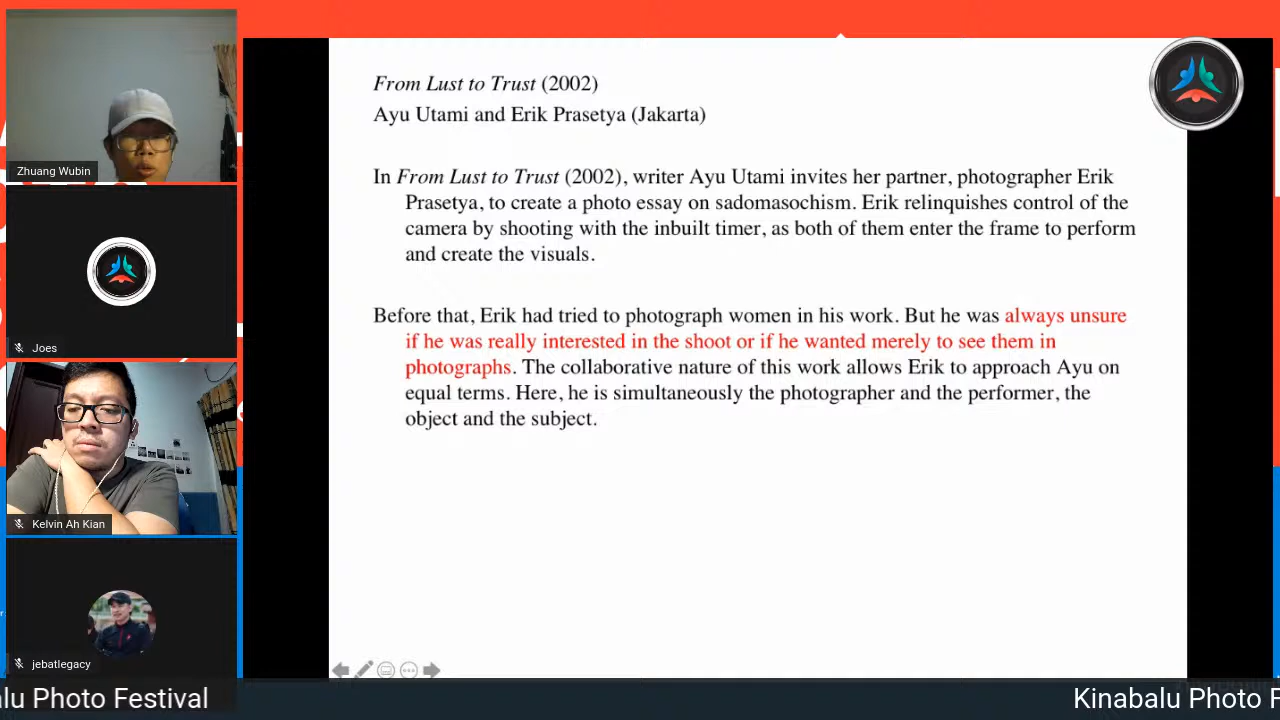 From Lust to Trust (2002)
Ayu Utami and Erik Prasetya (Jakarta)
In From Lust to Trust (2002), writer Ayu Utami invites her partner, photographer Erik
Prasetya, to create a photo essay on sadomasochism. Erik relinquishes control of the
camera by shooting with the inbuilt timer, as both of them enter the frame to perform
and create the visuals.
Before that, Erik had tried to photograph women in his work. But he was always unsure
if he was really interested in the shoot or if he wanted merely to see them in
photographs. The collaborative nature of this work allows Erik to approach Ayu on
equal terms. Here, he is simultaneously the photographer and the performer, the
object and the subject.
Zhuang Wubin
Joes
Kelvin Ah Kian
jebatlegacy
alu Photo Festival
Kinabalu Photo F